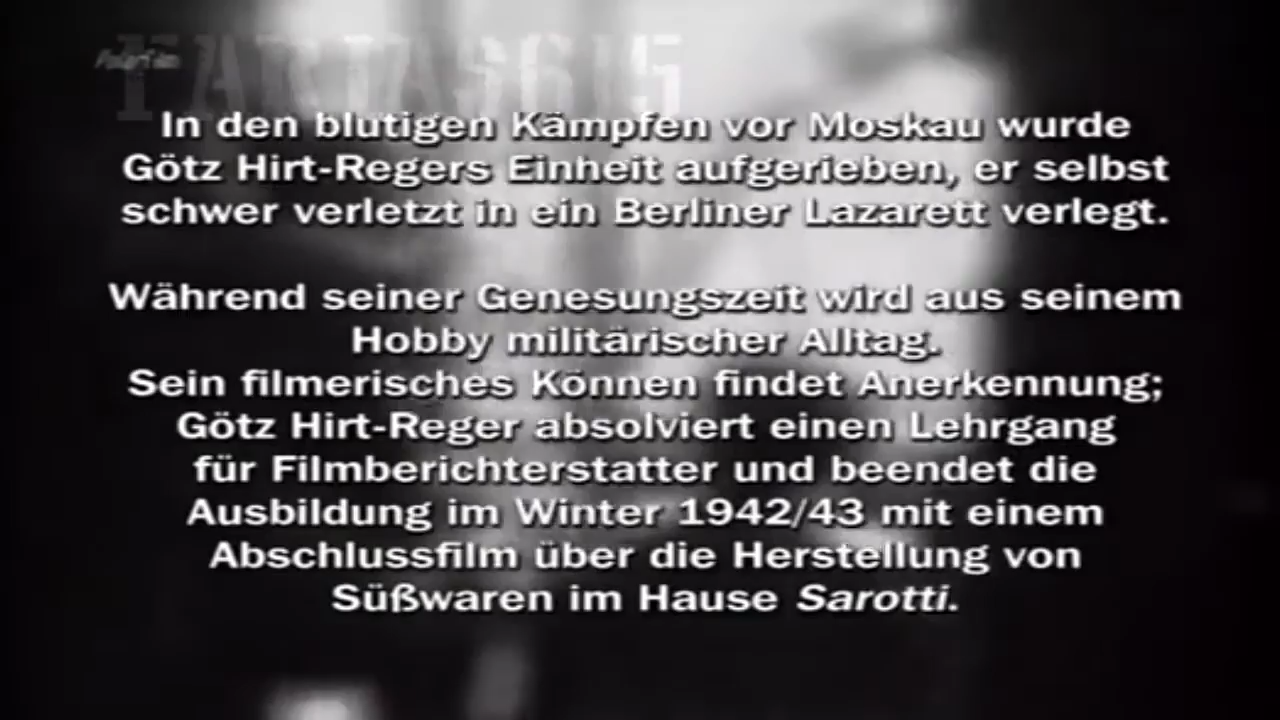 In den blutigen Kämpfen vor Moskau wurde
Götz Hirt-Regers Einheit aufgerieben, er selbst
schwer verletzt in ein Berliner Lazarett verlegt.
Während seiner Genesungszeit wird aus seinem
Hobby militärischer Alltag.
Sein filmerisches Können findet Anerkennung;
Götz Hirt-Reger absolviert einen Lehrgang
für Filmberichterstatter und beendet die
Ausbildung im Winter 1942/43 mit einem
Abschlussfilm über die Herstellung von
Süßwaren im Hause Sarotti.